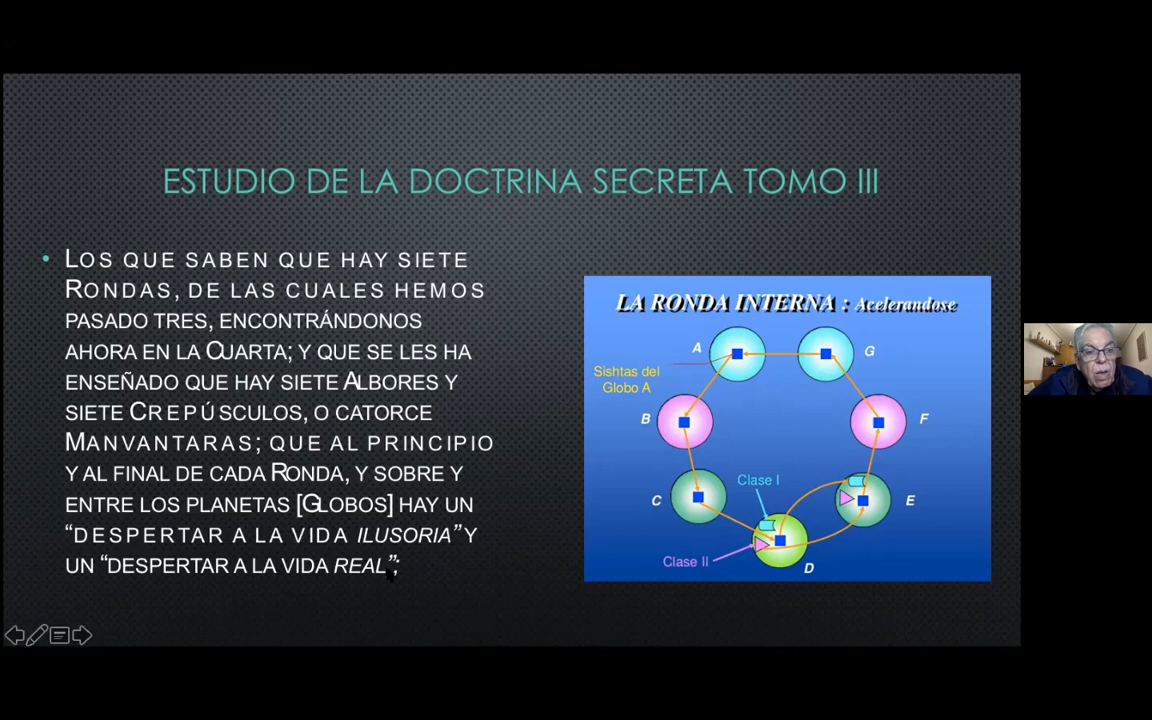 ESTUDIO DE LA DOCTRINA SECRETA TOMO III
• LOS QUE SABEN QUE HAY SIETE
RONDAS, DE LAS CUALES HEMOS
PASADO TRES, ENCONTRÁNDONOS
AHORA EN LA CUARTA; Y QUE SE LES HA
ENSEÑADO QUE HAY SIETE ALBORES Y
SIETE CREPÚSCULOS, O CATORCE
MANVANTARAS; QUE AL PRINCIPIO
Y AL FINAL DE CADA RONDA, Y SOBRE Y
ENTRE LOS PLANETAS [GLOBOS] HAY UN
“DESPERTAR A LA VIDA ILUSORIA” Y
UN “DESPERTAR A LA VIDA REAL”;
LA RONDA INTERNA : Acelerandose
A
G
Sishtas del
Globo A
B
F
Clase I
C
E
Clase II
D